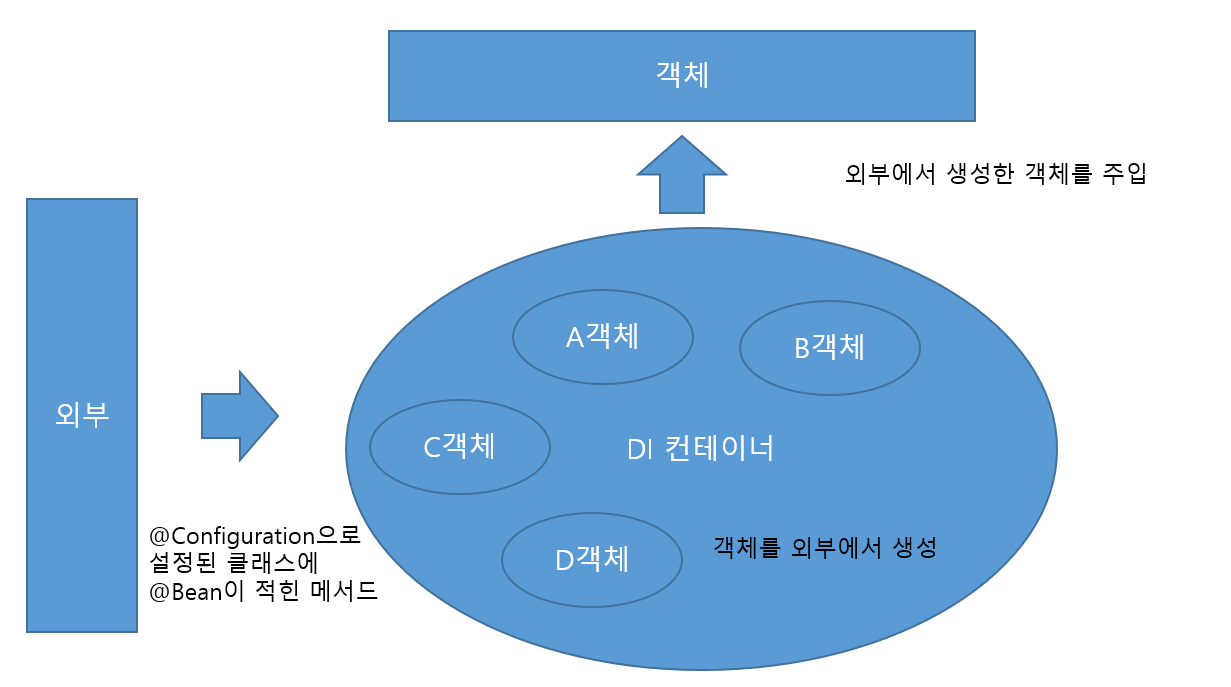 객체
외부에서 생성한 객체를 주입
A객체
B객체
외부
C객체
DI 컨테이너
@Configuration으로
설정된 클래스에
@Bean이 적힌 메서드
D객체
객체를 외부에서 생성